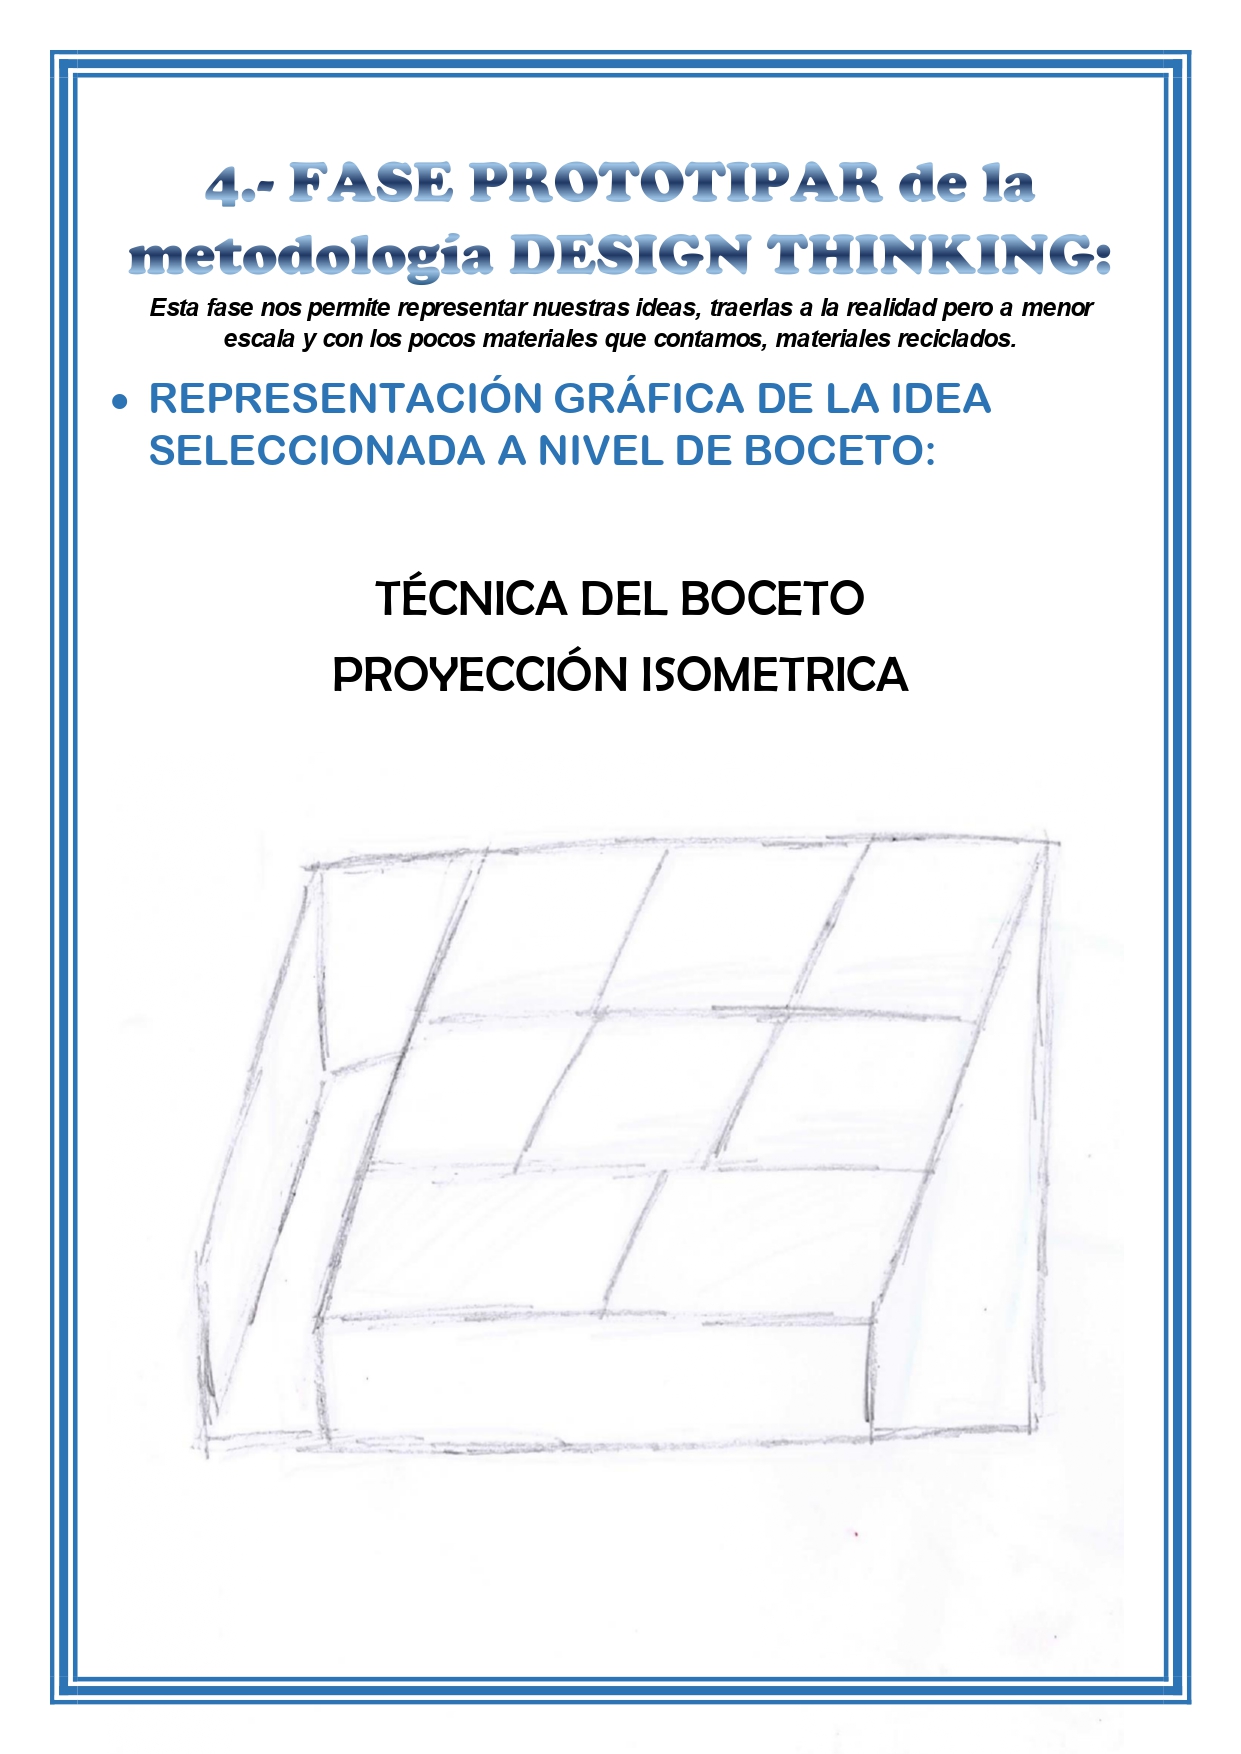 4.- FASE PROTOTIPAR de la
metodología DESIGN THINKING:
Esta fase nos permite representar nuestras ideas, traerlas a la realidad pero a menor
escala y con los pocos materiales que contamos, materiales reciclados.
• REPRESENTACIÓN GRÁFICA DE LA IDEA
SELECCIONADA A NIVEL DE BOCETO:
TÉCNICA DEL BOCETO
PROYECCIÓN ISOMETRICA